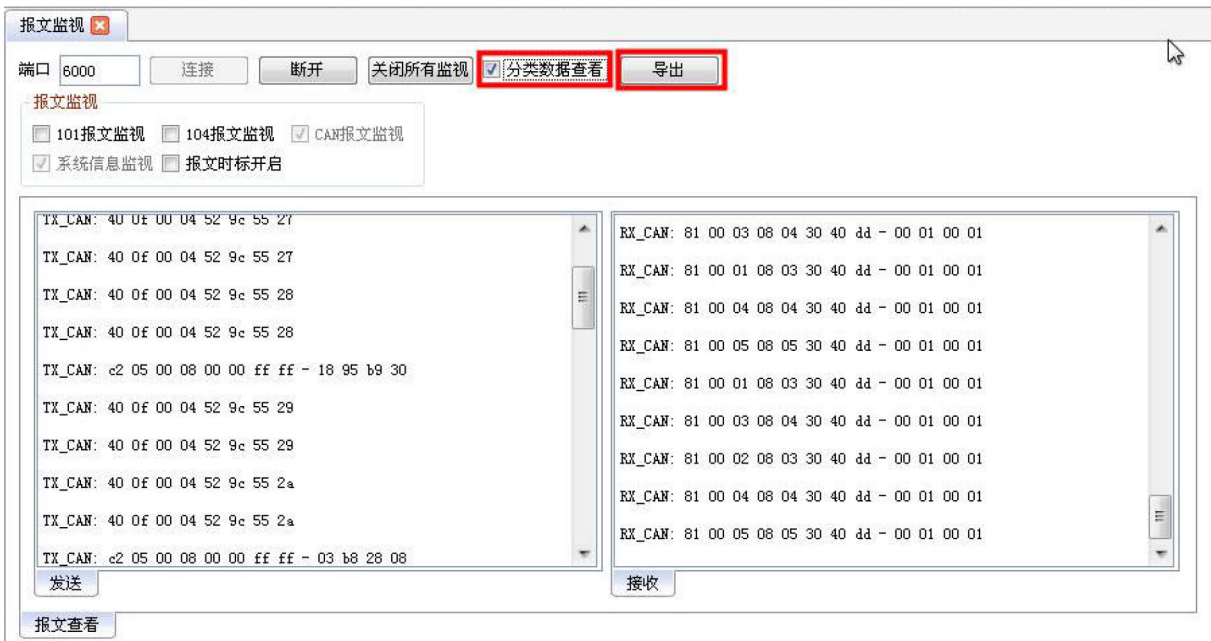 报文监视
端口 6000 连接 断开 关闭所有监视 分类数据查看 导出
报文监视
101报文监视 104报文监视 CAN报文监视
系统信息监视 报文时标开启
TX_CAN: 40 0f 00 04 52 9c 55 27
TX_CAN: 40 0f 00 04 52 9c 55 27
TX_CAN: 40 0f 00 04 52 9c 55 28
TX_CAN: 40 0f 00 04 52 9c 55 28
TX_CAN: c2 05 00 08 00 00 ff ff - 18 95 b9 30
TX_CAN: 40 0f 00 04 52 9c 55 29
TX_CAN: 40 0f 00 04 52 9c 55 29
TX_CAN: 40 0f 00 04 52 9c 55 2a
TX_CAN: 40 0f 00 04 52 9c 55 2a
TX_CAN: c2 05 00 08 00 00 ff ff - 03 b8 28 08
发送
RX_CAN: 81 00 03 08 04 30 40 dd - 00 01 00 01
RX_CAN: 81 00 01 08 03 30 40 dd - 00 01 00 01
RX_CAN: 81 00 04 08 04 30 40 dd - 00 01 00 01
RX_CAN: 81 00 05 08 05 30 40 dd - 00 01 00 01
RX_CAN: 81 00 01 08 03 30 40 dd - 00 01 00 01
RX_CAN: 81 00 03 08 04 30 40 dd - 00 01 00 01
RX_CAN: 81 00 02 08 03 30 40 dd - 00 01 00 01
RX_CAN: 81 00 04 08 04 30 40 dd - 00 01 00 01
RX_CAN: 81 00 05 08 05 30 40 dd - 00 01 00 01
接收
报文查看